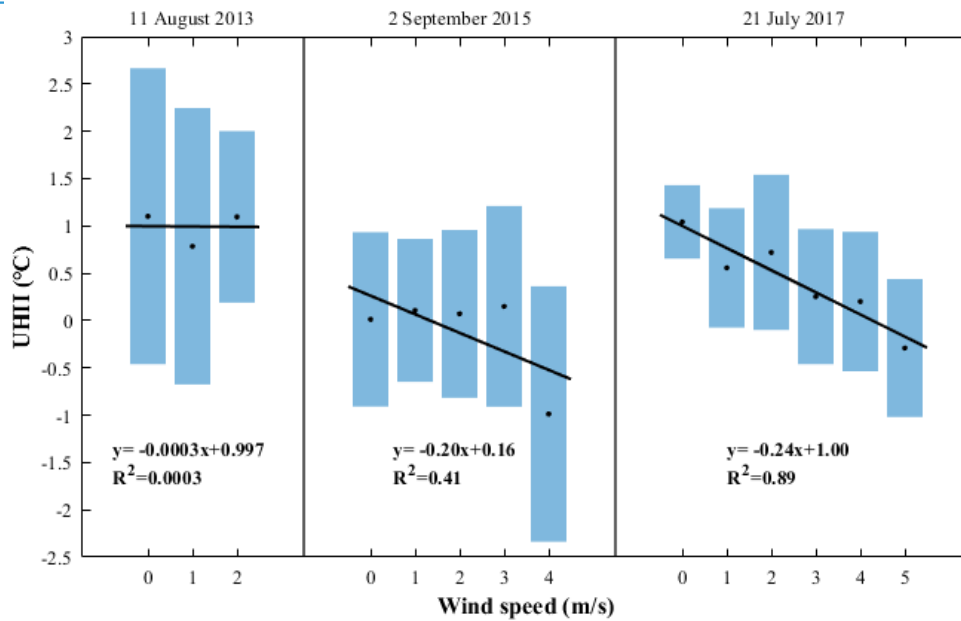 11 August 2013
2 September 2015
21 July 2017
3
2.5
2
1.5
1
0.5
0
-0.5
-1
-1.5
-2
-2.5
UHII (℃)
y= -0.0003x+0.997
R²=0.0003
y= -0.20x+0.16
R²=0.41
y= -0.24x+1.00
R²=0.89
0 1 2 0 1 2 3 4 0 1 2 3 4 5
Wind speed (m/s)